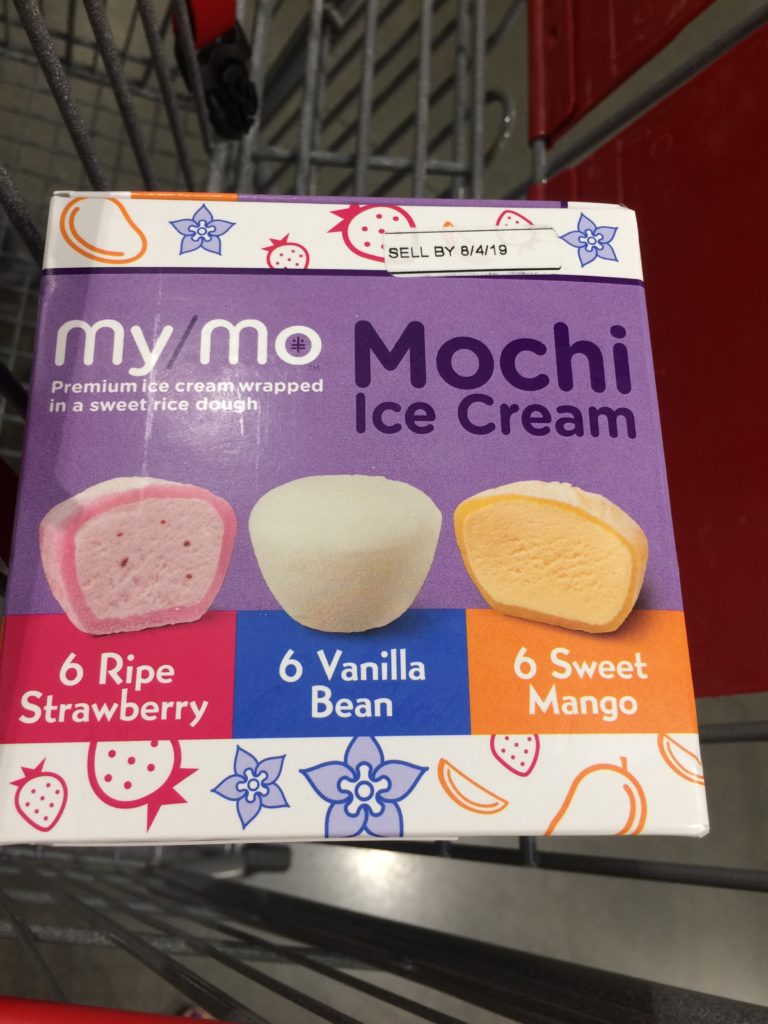 SELL BY 8/4/19
my/mo
TM
Premium ice cream wrapped
in a sweet rice dough
Mochi
Ice Cream
6 Ripe
Strawberry
6 Vanilla
Bean
6 Sweet
Mango